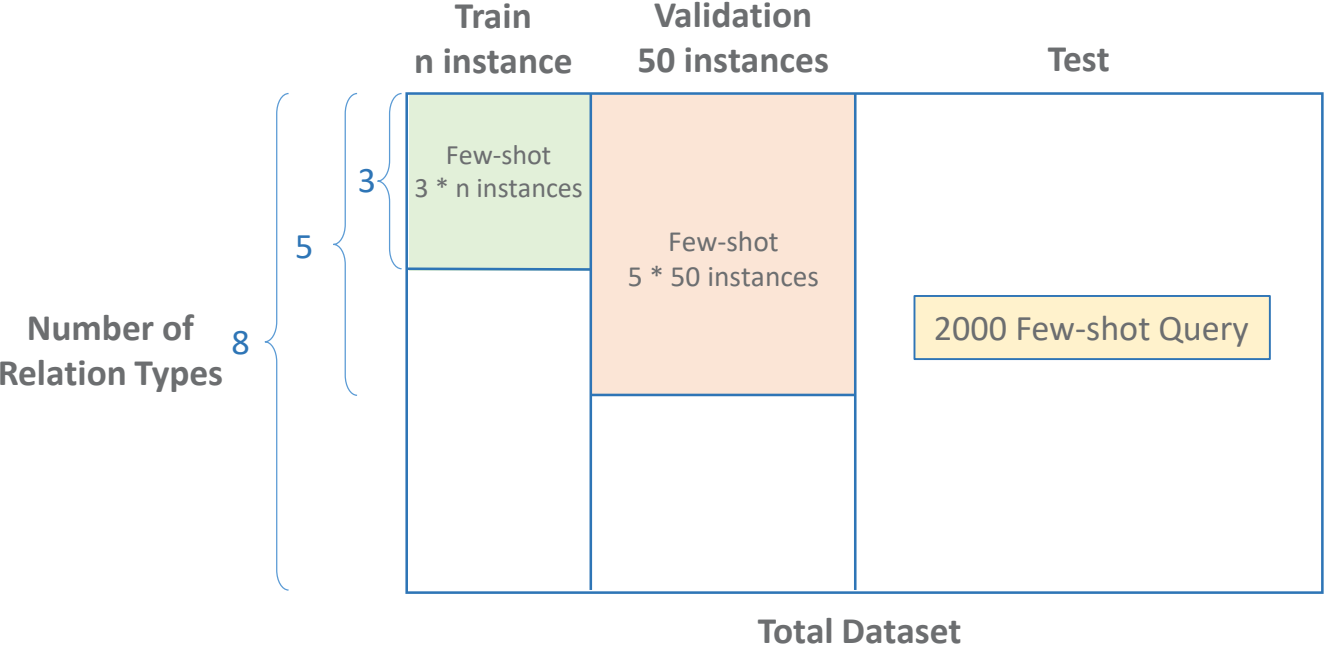 Train
n instance
Validation
50 instances
Test
Few-shot
3 * n instances
3
5
Few-shot
5 * 50 instances
Number of
Relation Types
8
2000 Few-shot Query
Total Dataset